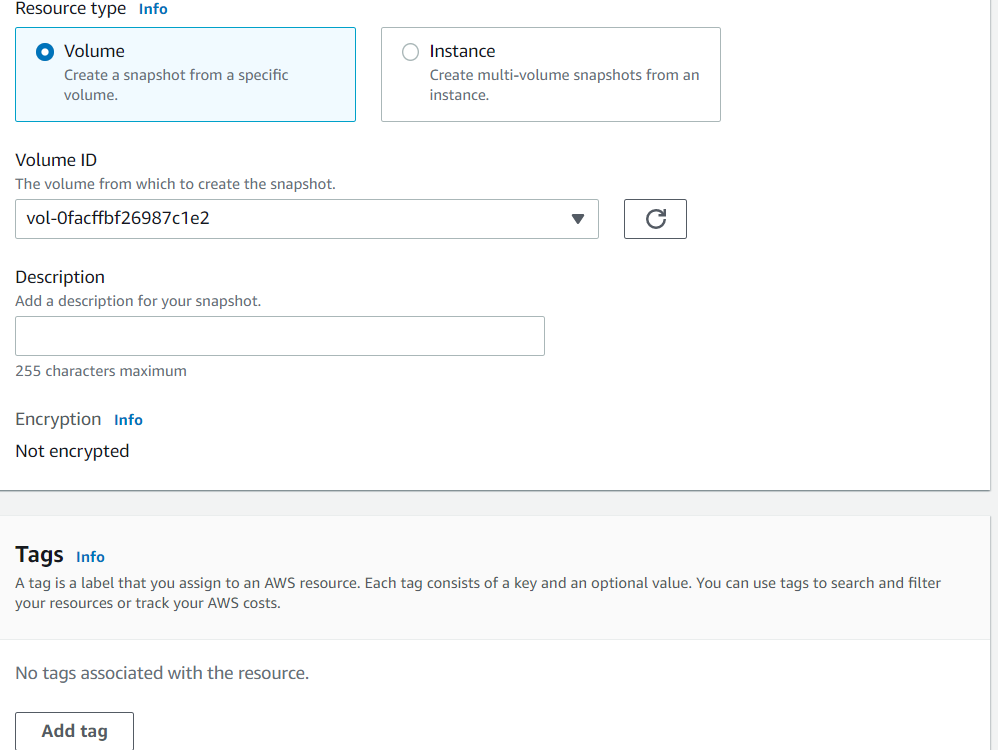 Resource type Info
Volume
Create a snapshot from a specific
volume.
Instance
Create multi-volume snapshots from an
instance.
Volume ID
The volume from which to create the snapshot.
vol-0facffbf26987c1e2
Description
Add a description for your snapshot.
255 characters maximum
Encryption Info
Not encrypted
Tags Info
A tag is a label that you assign to an AWS resource. Each tag consists of a key and an optional value. You can use tags to search and filter
your resources or track your AWS costs.
No tags associated with the resource.
Add tag